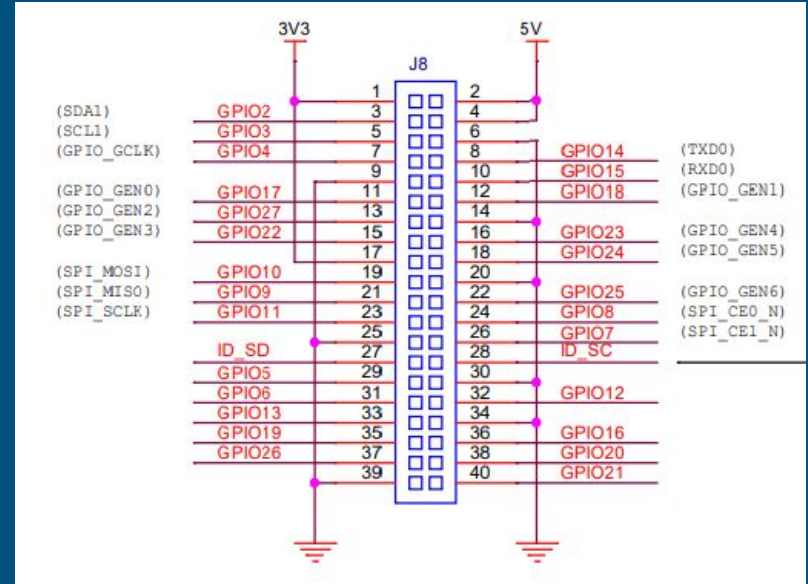 3V3 5V
J8
1 2
(SDA1) GPIO2 3 4
(SCL1) GPIO3 5 6
(GPIO_GCLK) GPIO4 7 8 GPIO14 (TXD0)
9 10 GPIO15 (RXD0)
(GPIO_GEN0) GPIO17 11 12 GPIO18 (GPIO_GEN1)
(GPIO_GEN2) GPIO27 13 14
(GPIO_GEN3) GPIO22 15 16 GPIO23 (GPIO_GEN4)
17 18 GPIO24 (GPIO_GEN5)
(SPI_MOSI) GPIO10 19 20
(SPI_MISO) GPIO9 21 22 GPIO25 (GPIO_GEN6)
(SPI_SCLK) GPIO11 23 24 GPIO8 (SPI_CE0_N)
25 26 GPIO7 (SPI_CE1_N)
ID_SD 27 28 ID_SC
GPIO5 29 30
GPIO6 31 32 GPIO12
GPIO13 33 34
GPIO19 35 36 GPIO16
GPIO26 37 38 GPIO20
39 40 GPIO21